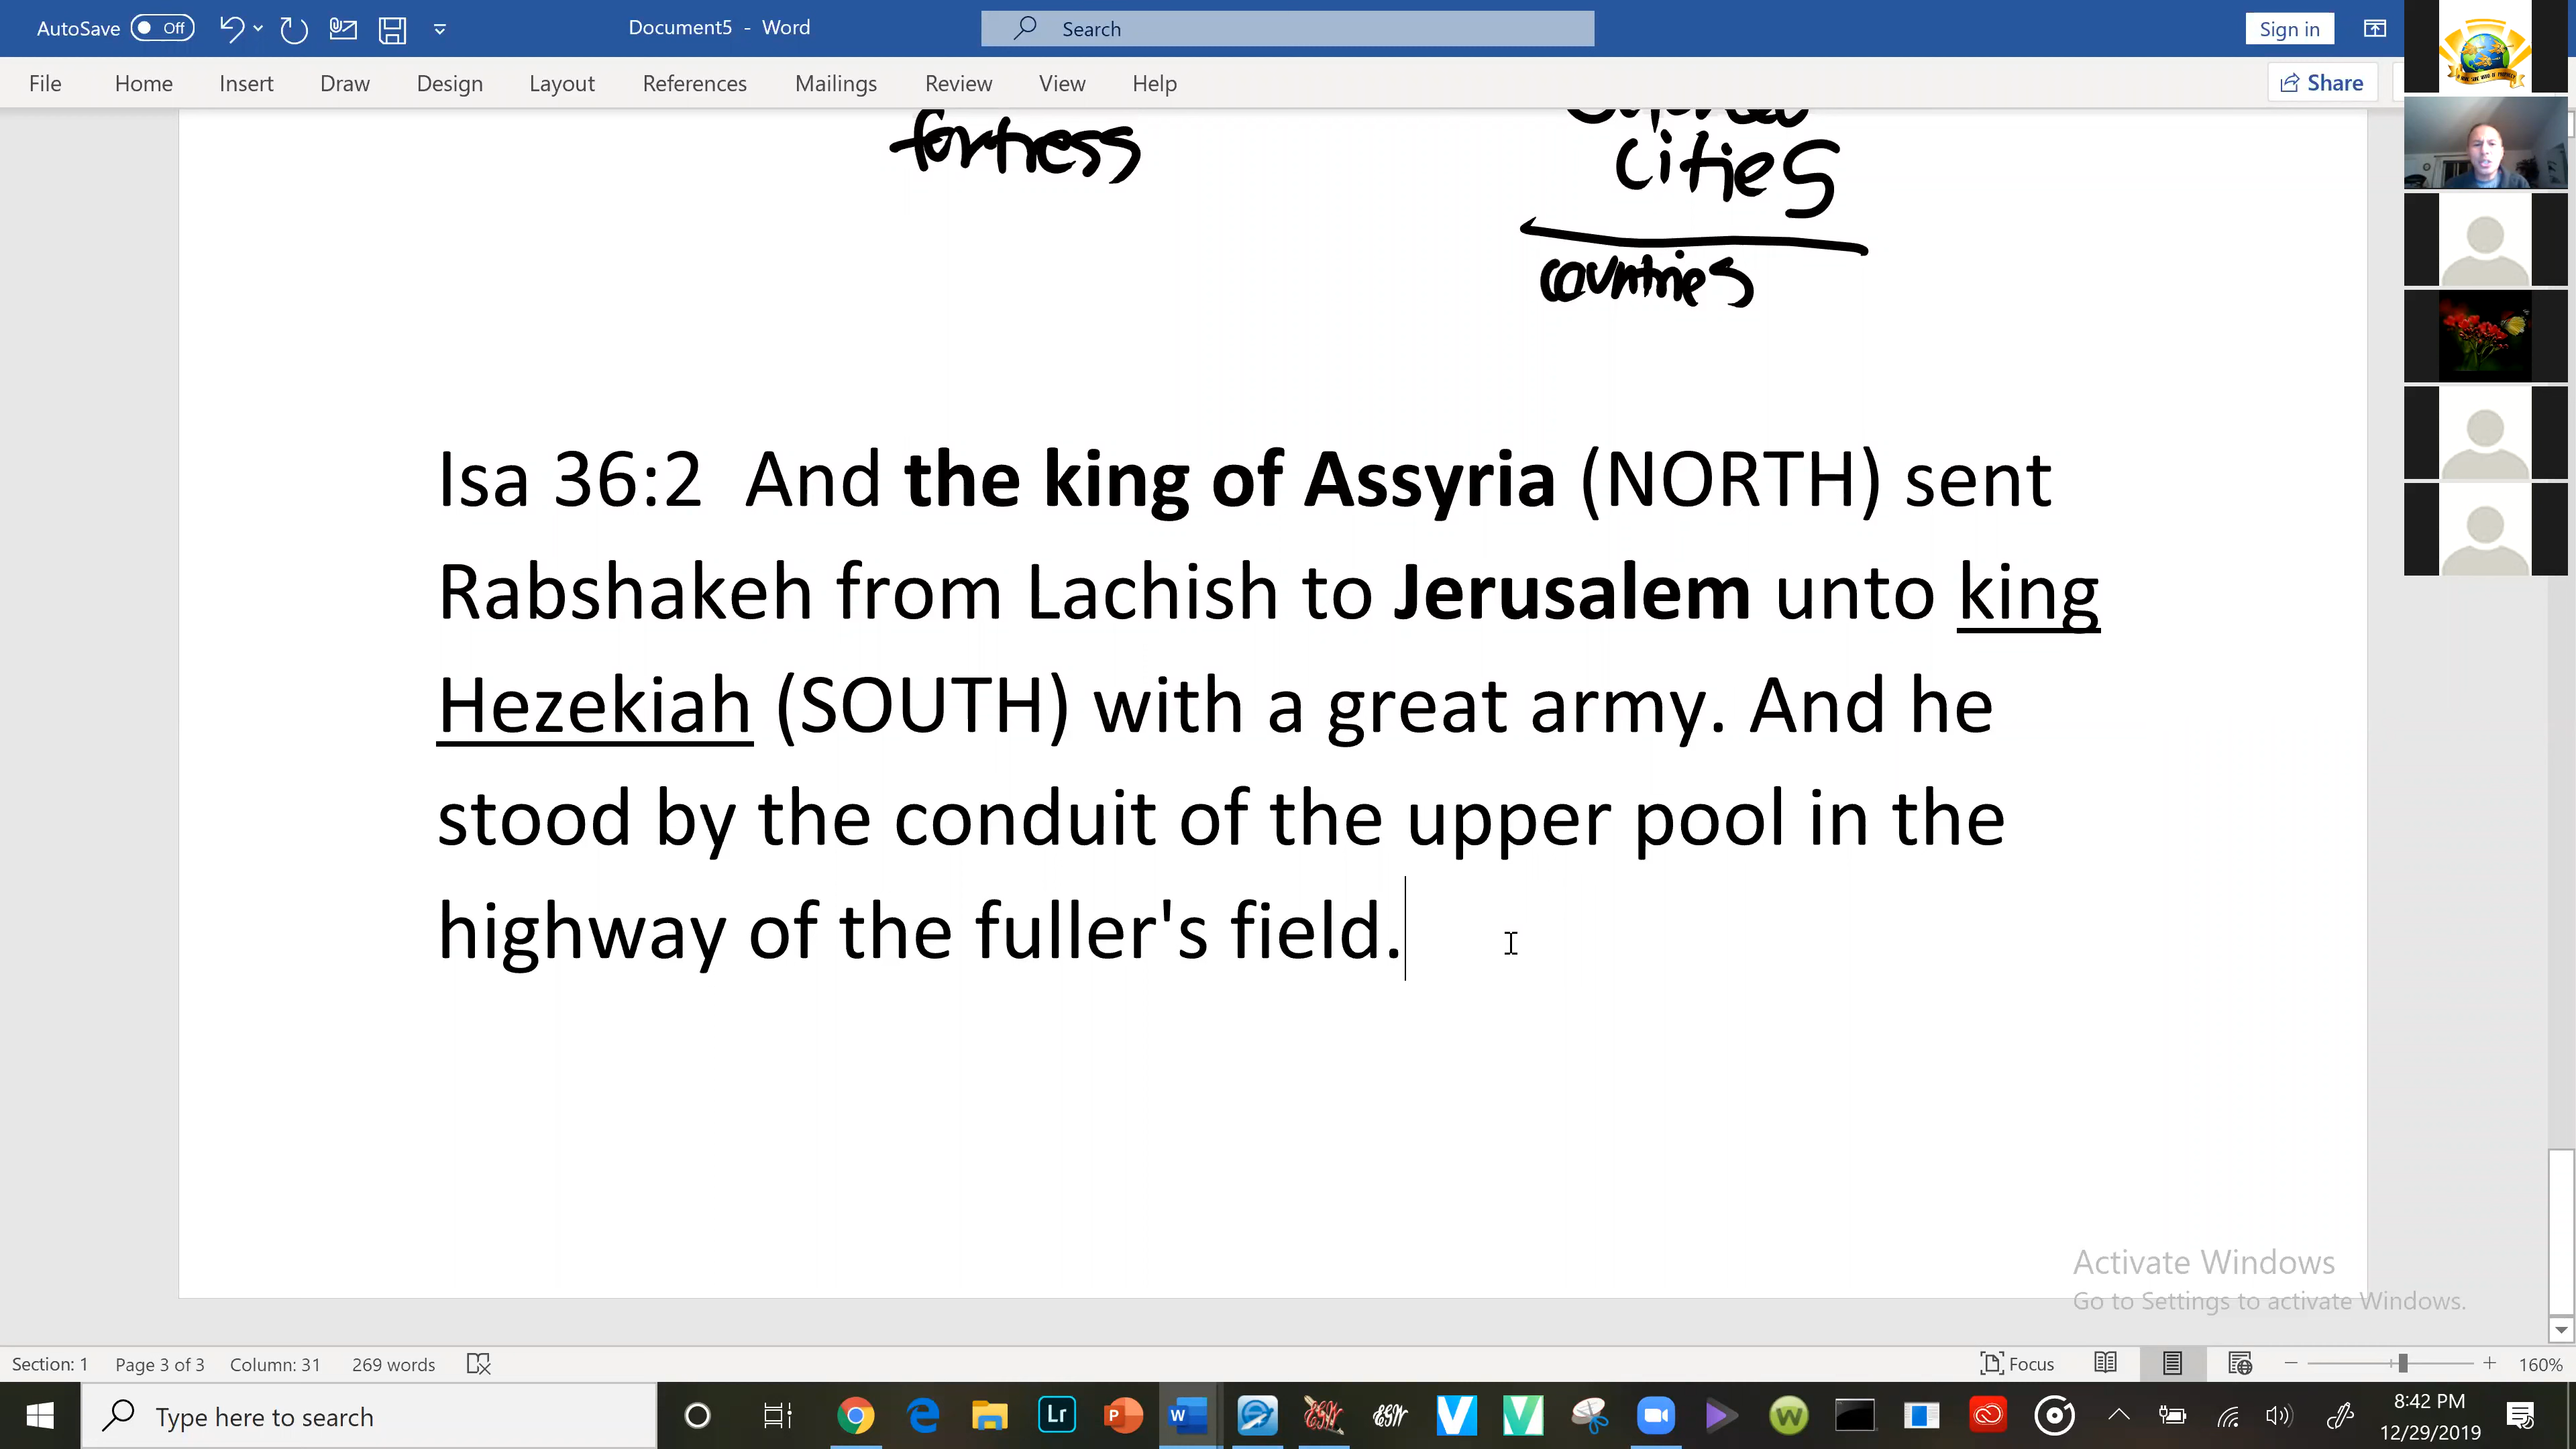 AutoSave Off Document5 - Word Search Sign in
File Home Insert Draw Design Layout References Mailings Review View Help Share
fortress
cities
countries
Isa 36:2 And the king of Assyria (NORTH) sent
Rabshakeh from Lachish to Jerusalem unto king
Hezekiah (SOUTH) with a great army. And he
stood by the conduit of the upper pool in the
highway of the fuller's field.
Activate Windows
Go to Settings to activate Windows.
Section: 1 Page 3 of 3 Column: 31 269 words Focus 160%
Type here to search Lr P W EGW EGW V V W 8:42 PM
12/29/2019